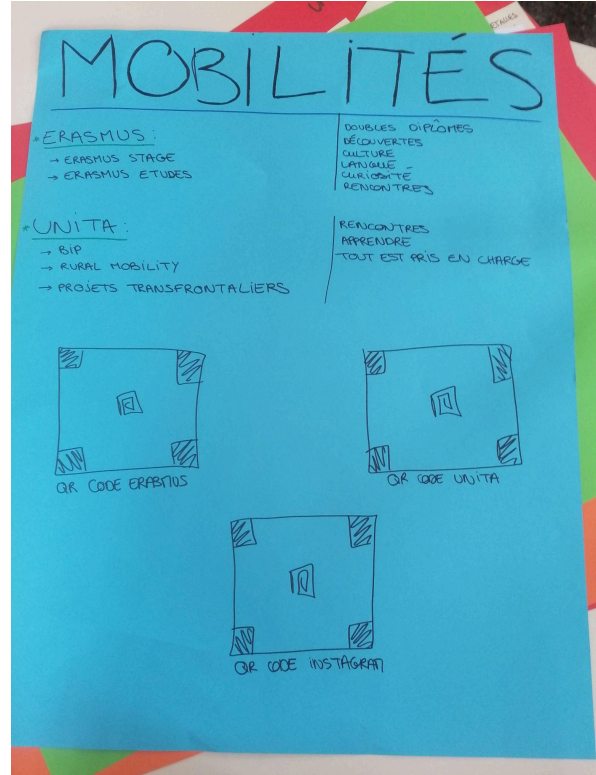 MOBILITÉS
* ERASMUS :
→ ERASMUS STAGE
→ ERASMUS ETUDES
DOUBLES DIPLÔMES
DÉCOUVERTES
CULTURE
LANGUE
CURIOSITÉ
RENCONTRES
* UNITA :
→ BIP
→ RURAL MOBILITY
→ PROJETS TRANSFRONTALIERS
RENCONTRES
APPRENDRE
TOUT EST PRIS EN CHARGE
QR CODE ERASMUS
QR CODE UNITA
QR CODE INSTAGRAM